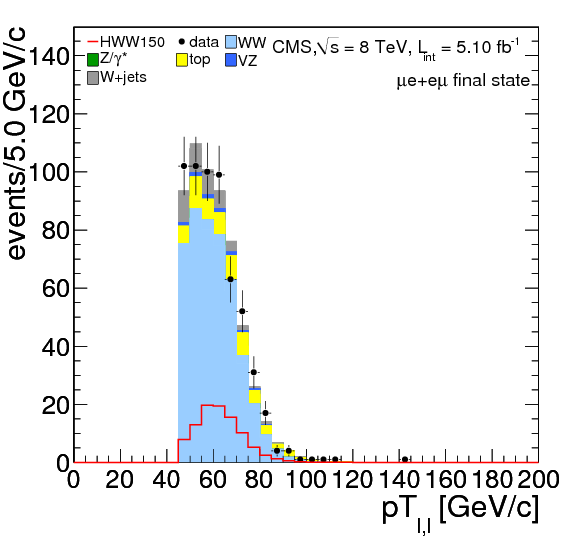 HWW150 data WW CMS,√s = 8 TeV, L_int = 5.10 fb⁻¹
Z/γ* top VZ
W+jets μe+eμ final state
events/5.0 GeV/c
140
120
100
80
60
40
20
0
0 20 40 60 80 100 120 140 160 180 200
pT_l,l [GeV/c]